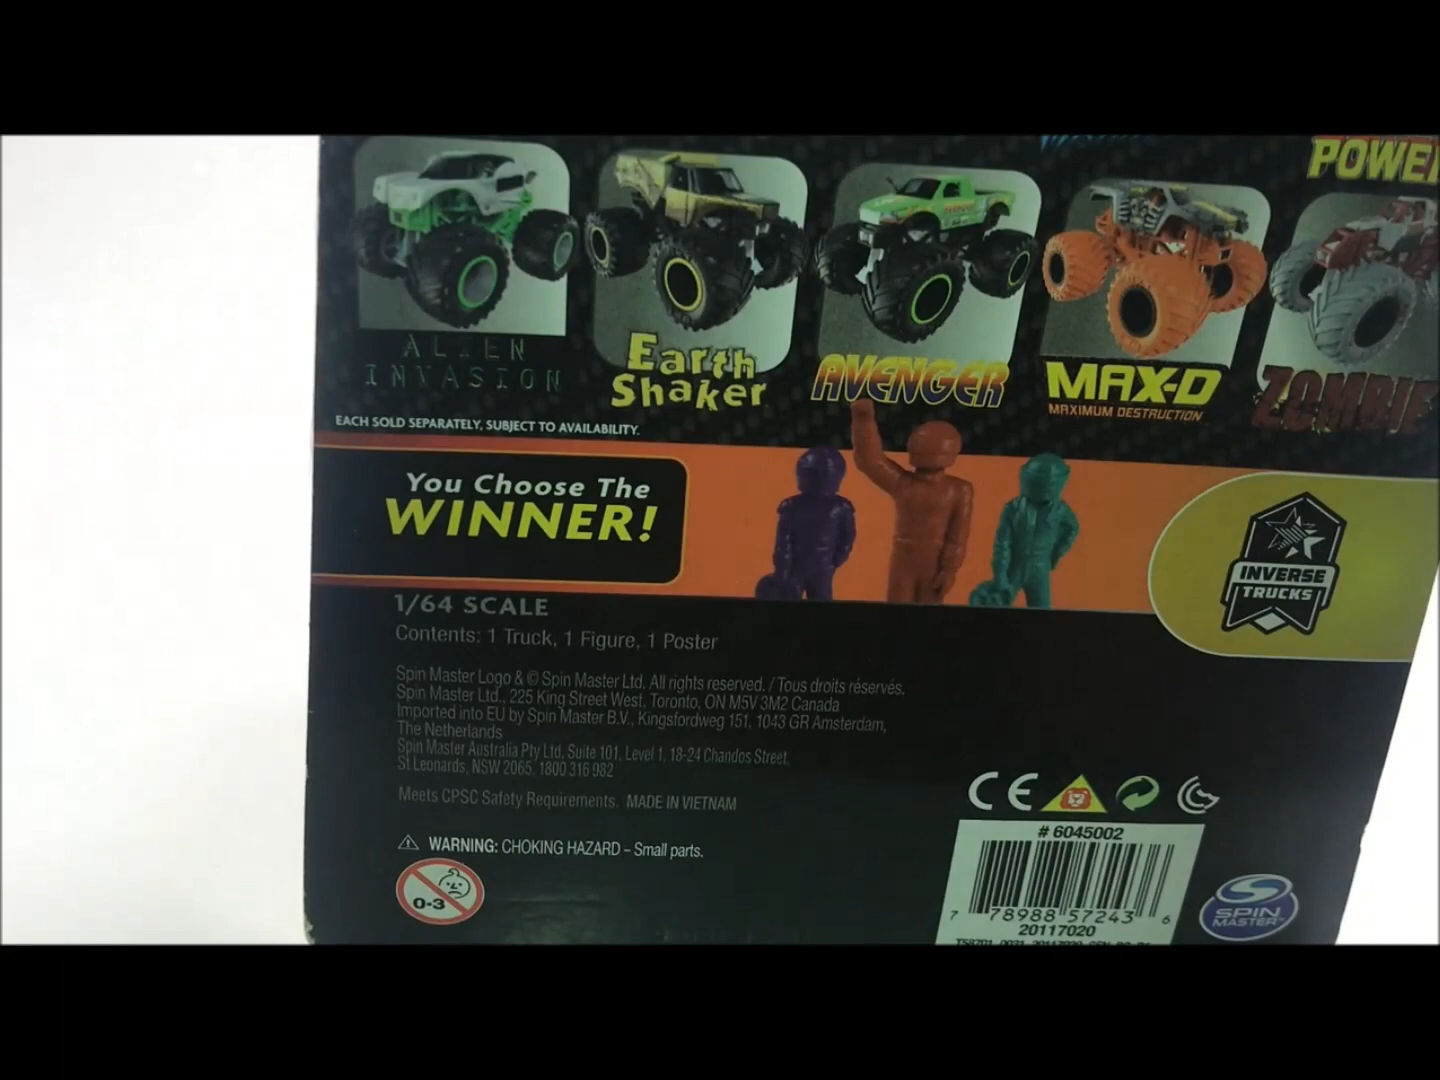 POWE
ALIEN
INVASION
Earth
Shaker
AVENGER
MAX-D
MAXIMUM DESTRUCTION
ZOMBIE
EACH SOLD SEPARATELY, SUBJECT TO AVAILABILITY.
You Choose The
WINNER!
INVERSE
TRUCKS
1/64 SCALE
Contents: 1 Truck, 1 Figure, 1 Poster
Spin Master Logo & © Spin Master Ltd. All rights reserved. / Tous droits réservés.
Spin Master Ltd., 225 King Street West, Toronto, ON M5V 3M2 Canada
Imported into EU by Spin Master B.V., Kingsfordweg 151, 1043 GR Amsterdam,
The Netherlands
Spin Master Australia Pty Ltd, Suite 101, Level 1, 18-24 Chandos Street,
St Leonards, NSW 2065. 1800 316 982
Meets CPSC Safety Requirements. MADE IN VIETNAM
WARNING: CHOKING HAZARD – Small parts.
0-3
CE
# 6045002
7 78988 57243 6
20117020
SPIN
MASTER™